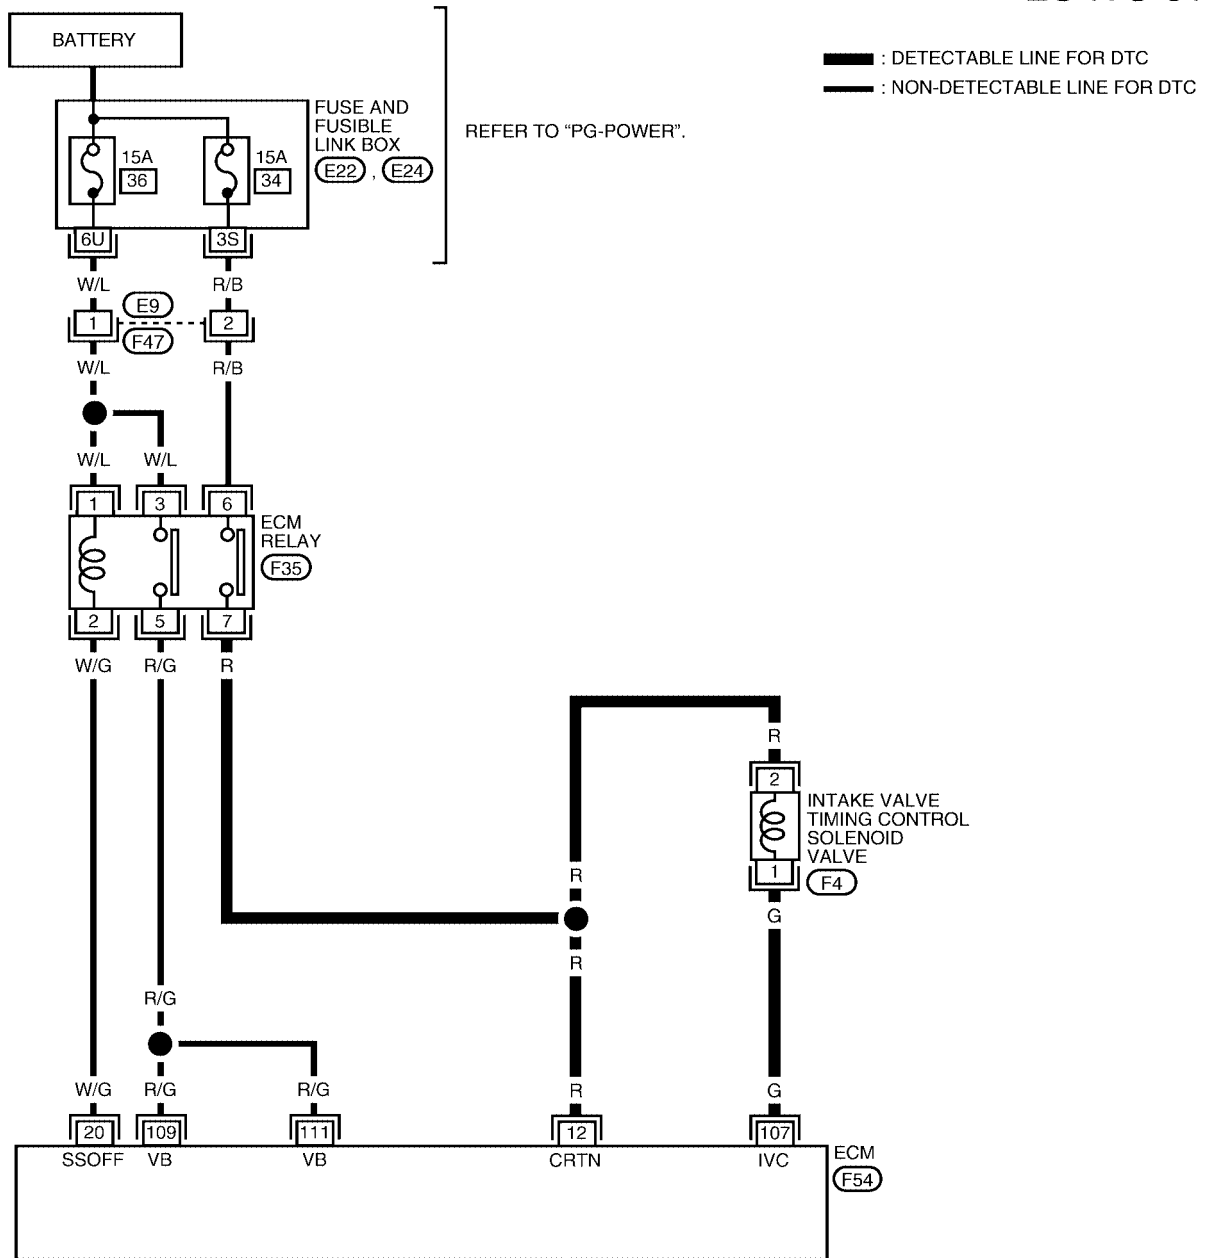 BATTERY
: DETECTABLE LINE FOR DTC
: NON-DETECTABLE LINE FOR DTC
FUSE AND
FUSIBLE
LINK BOX
E22 , E24
REFER TO “PG-POWER”.
15A
36
15A
34
6U
3S
W/L
R/B
E9
1
2
F47
W/L
R/B
W/L
W/L
1
3
6
ECM
RELAY
F35
2
5
7
W/G
R/G
R
R
2
INTAKE VALVE
TIMING CONTROL
SOLENOID
VALVE
1
F4
R
G
R
R/G
W/G
R/G
R/G
R
G
20
109
111
12
107
SSOFF
VB
VB
CRTN
IVC
ECM
F54